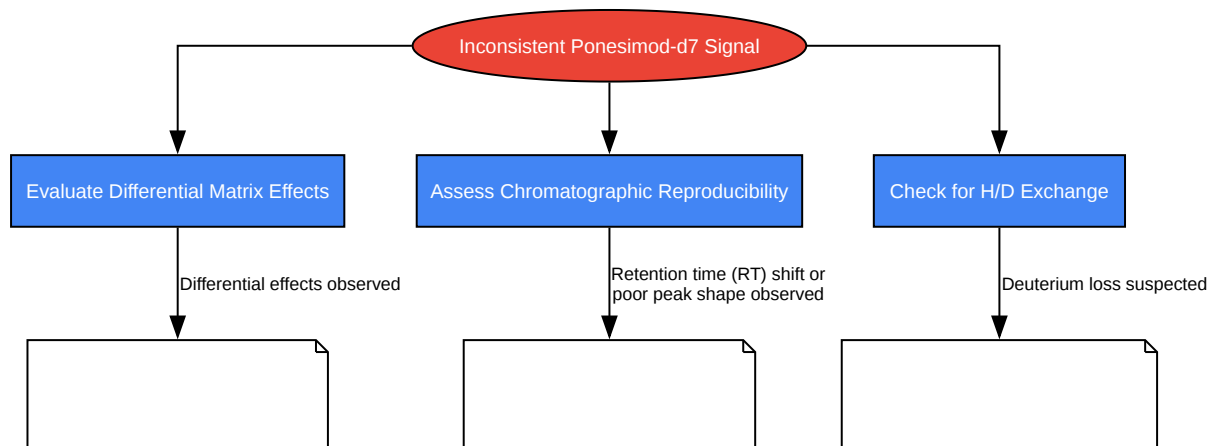 Inconsistent Ponesimod-d7 Signal
Evaluate Differential Matrix Effects
Assess Chromatographic Reproducibility
Check for H/D Exchange
Differential effects observed
Retention time (RT) shift or
poor peak shape observed
Deuterium loss suspected